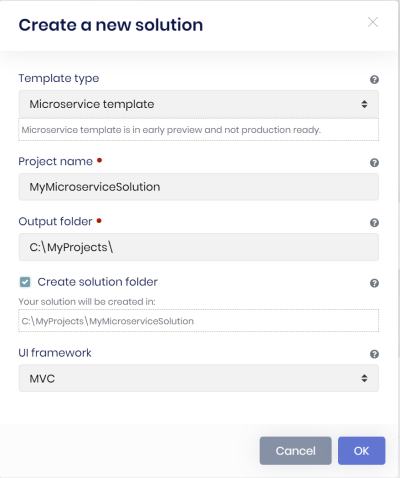 Create a new solution
Template type
Microservice template
Microservice template is in early preview and not production ready.
Project name
MyMicroserviceSolution
Output folder
C:\MyProjects\
Create solution folder
Your solution will be created in:
C:\MyProjects\MyMicroserviceSolution
UI framework
MVC
Cancel OK